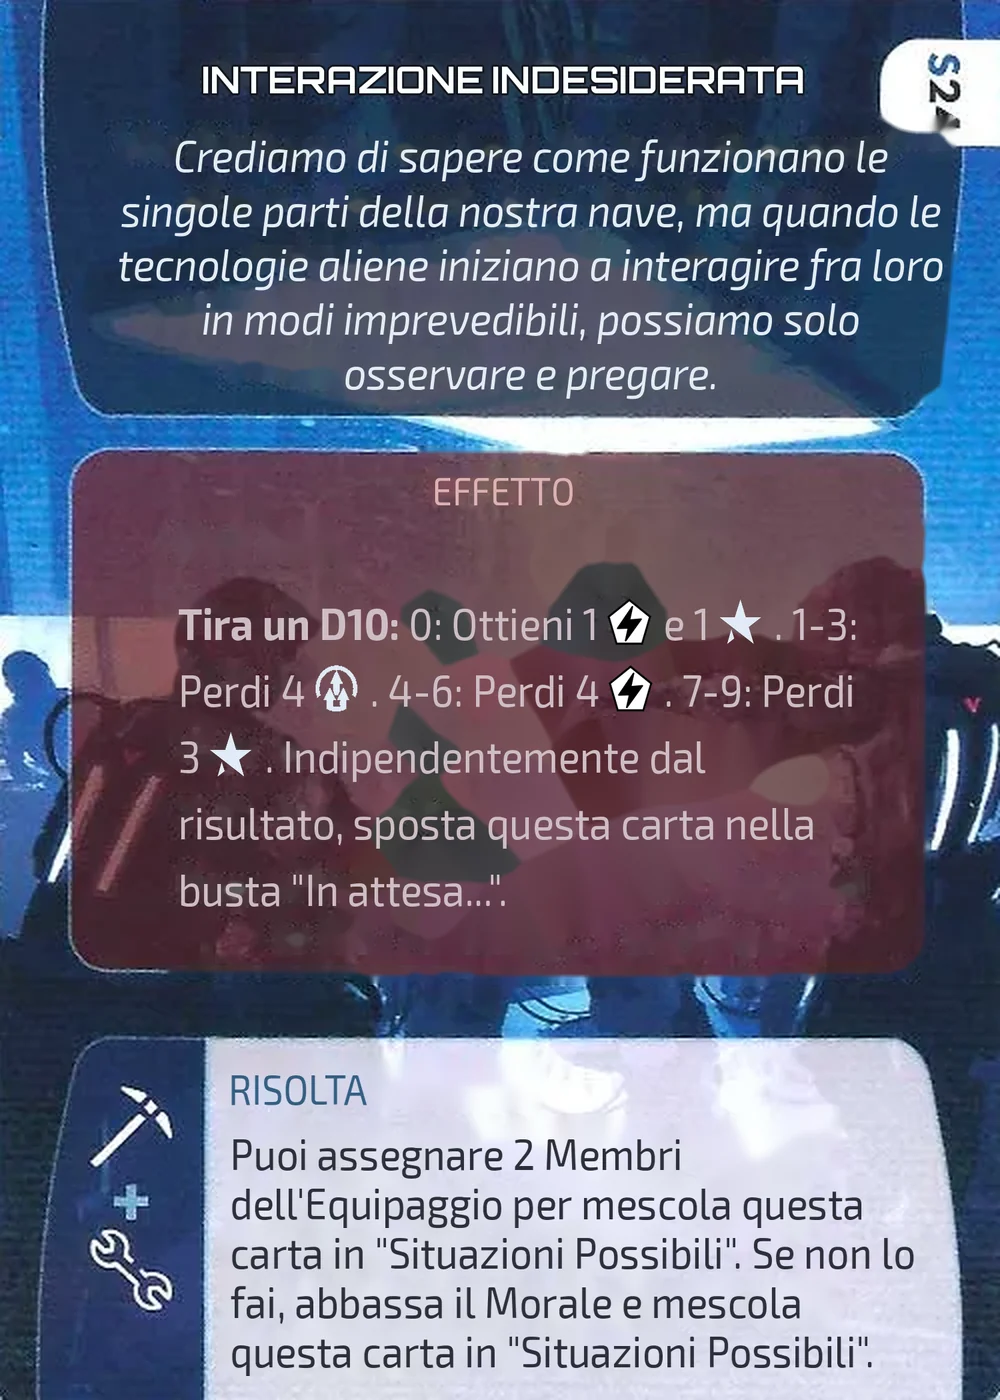 INTERAZIONE INDESIDERATA
Crediamo di sapere come funzionano le
singole parti della nostra nave, ma quando le
tecnologie aliene iniziano a interagire fra loro
in modi imprevedibili, possiamo solo
osservare e pregare.
EFFETTO
Tira un D10: 0: Ottieni 1 e 1 . 1-3:
Perdi 4 . 4-6: Perdi 4 . 7-9: Perdi
3 . Indipendentemente dal
risultato, sposta questa carta nella
busta "In attesa...".
RISOLTA
Puoi assegnare 2 Membri
dell'Equipaggio per mescola questa
carta in "Situazioni Possibili". Se non lo
fai, abbassa il Morale e mescola
questa carta in "Situazioni Possibili".